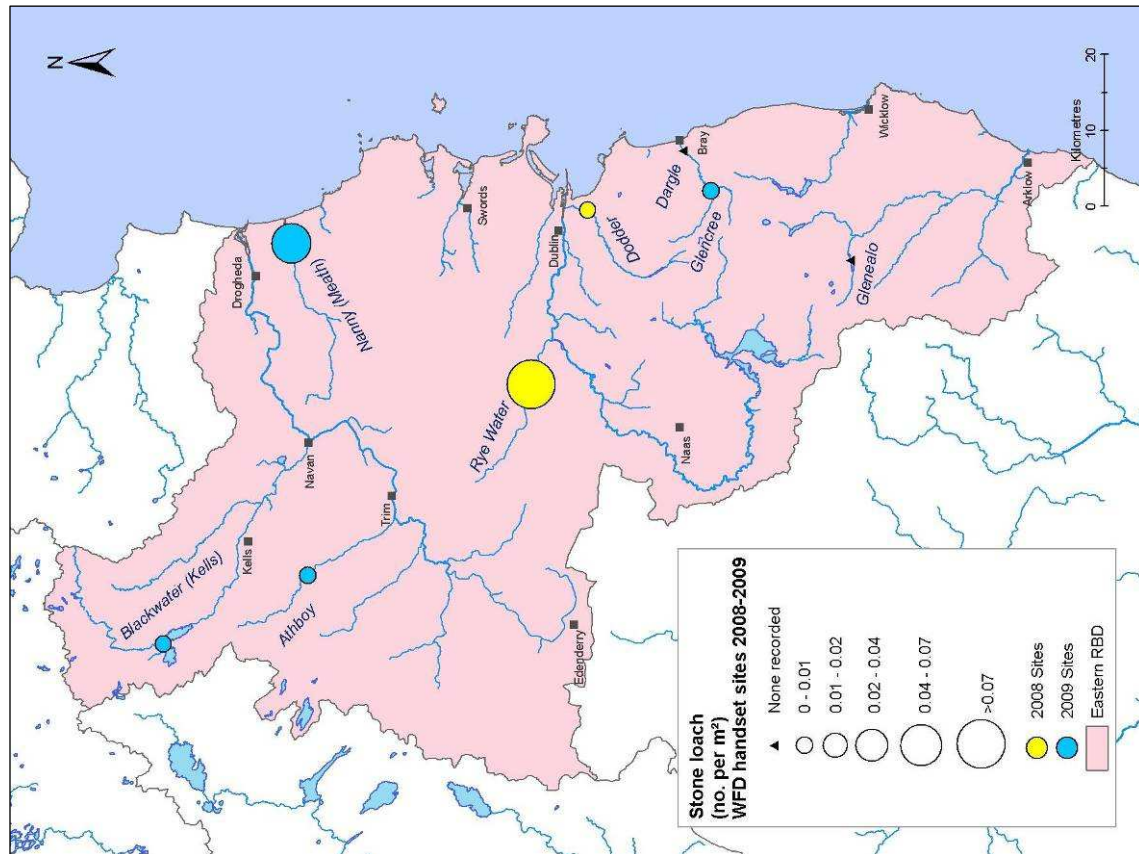 N
Drogheda
Nanny (Meath)
Blackwater (Kells)
Kells
Navan
Athboy
Trim
Swords
Rye Water
Dublin
Edenderry
Dodder
Naas
Dargle
Bray
Glencree
Glenealo
Wicklow
Arklow
Stone loach
(no. per m²)
WFD handset sites 2008-2009
None recorded
0 - 0.01
0.01 - 0.02
0.02 - 0.04
0.04 - 0.07
>0.07
2008 Sites
2009 Sites
Eastern RBD
0 10 20
Kilometres